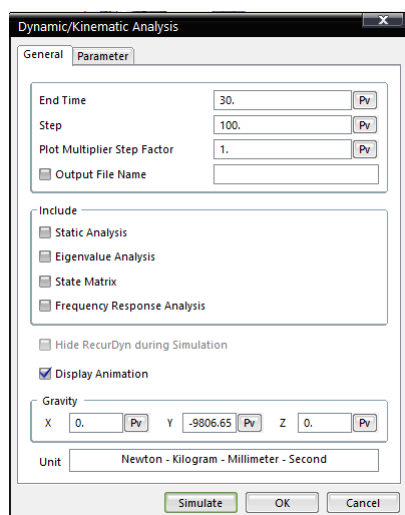 Dynamic/Kinematic Analysis
X
General Parameter
End Time 30. Pv
Step 100. Pv
Plot Multiplier Step Factor 1. Pv
Output File Name
Include
Static Analysis
Eigenvalue Analysis
State Matrix
Frequency Response Analysis
Hide RecurDyn during Simulation
Display Animation
Gravity
X 0. Pv Y -9806.65 Pv Z 0. Pv
Unit Newton - Kilogram - Millimeter - Second
Simulate OK Cancel